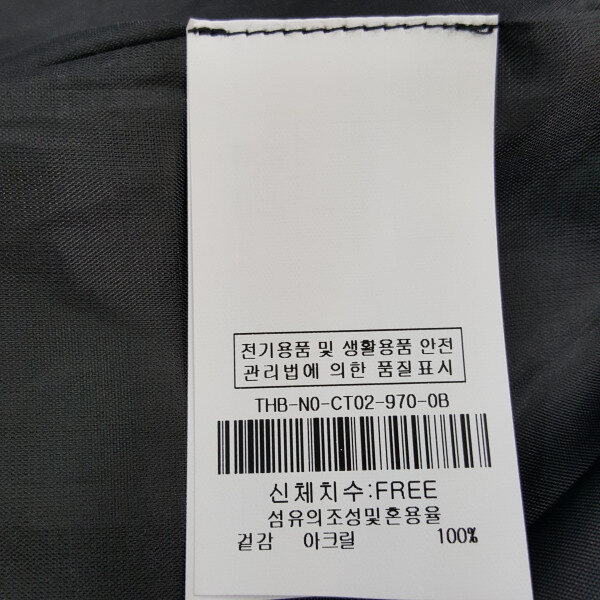 전기용품 및 생활용품 안전
관리법에 의한 품질표시
THB-N0-CT02-970-0B
신체치수:FREE
섬유의조성및혼용율
겉감 아크릴 100%